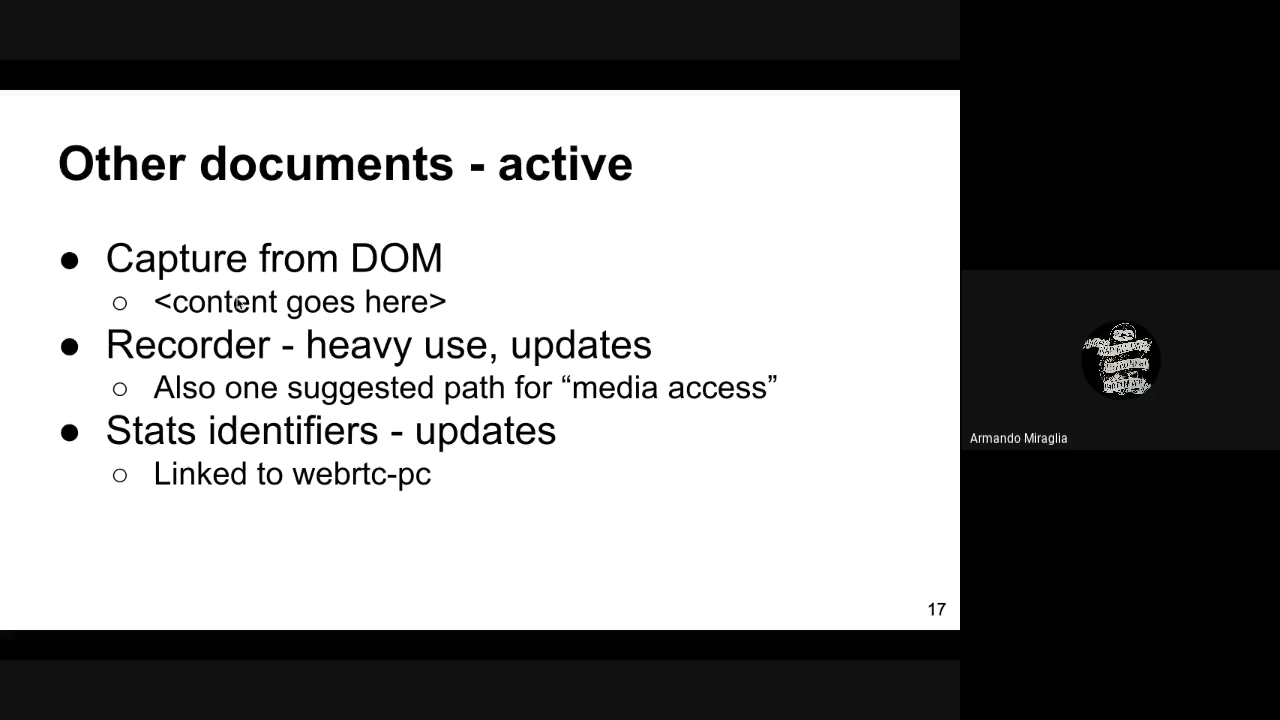 Other documents - active
● Capture from DOM
○ <content goes here>
● Recorder - heavy use, updates
○ Also one suggested path for “media access”
● Stats identifiers - updates
○ Linked to webrtc-pc
17
Armando Miraglia